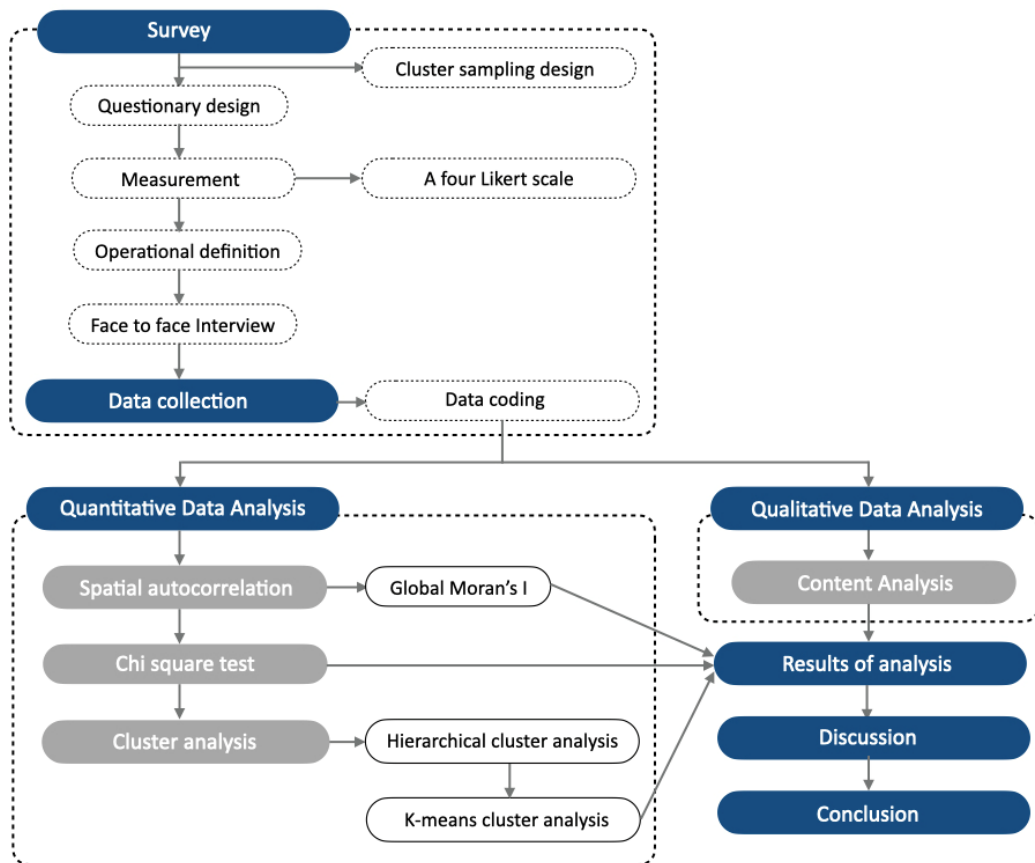 Survey
Cluster sampling design
Questionary design
Measurement
A four Likert scale
Operational definition
Face to face Interview
Data collection
Data coding
Quantitative Data Analysis
Qualitative Data Analysis
Spatial autocorrelation
Global Moran's I
Content Analysis
Chi square test
Results of analysis
Cluster analysis
Hierarchical cluster analysis
Discussion
K-means cluster analysis
Conclusion